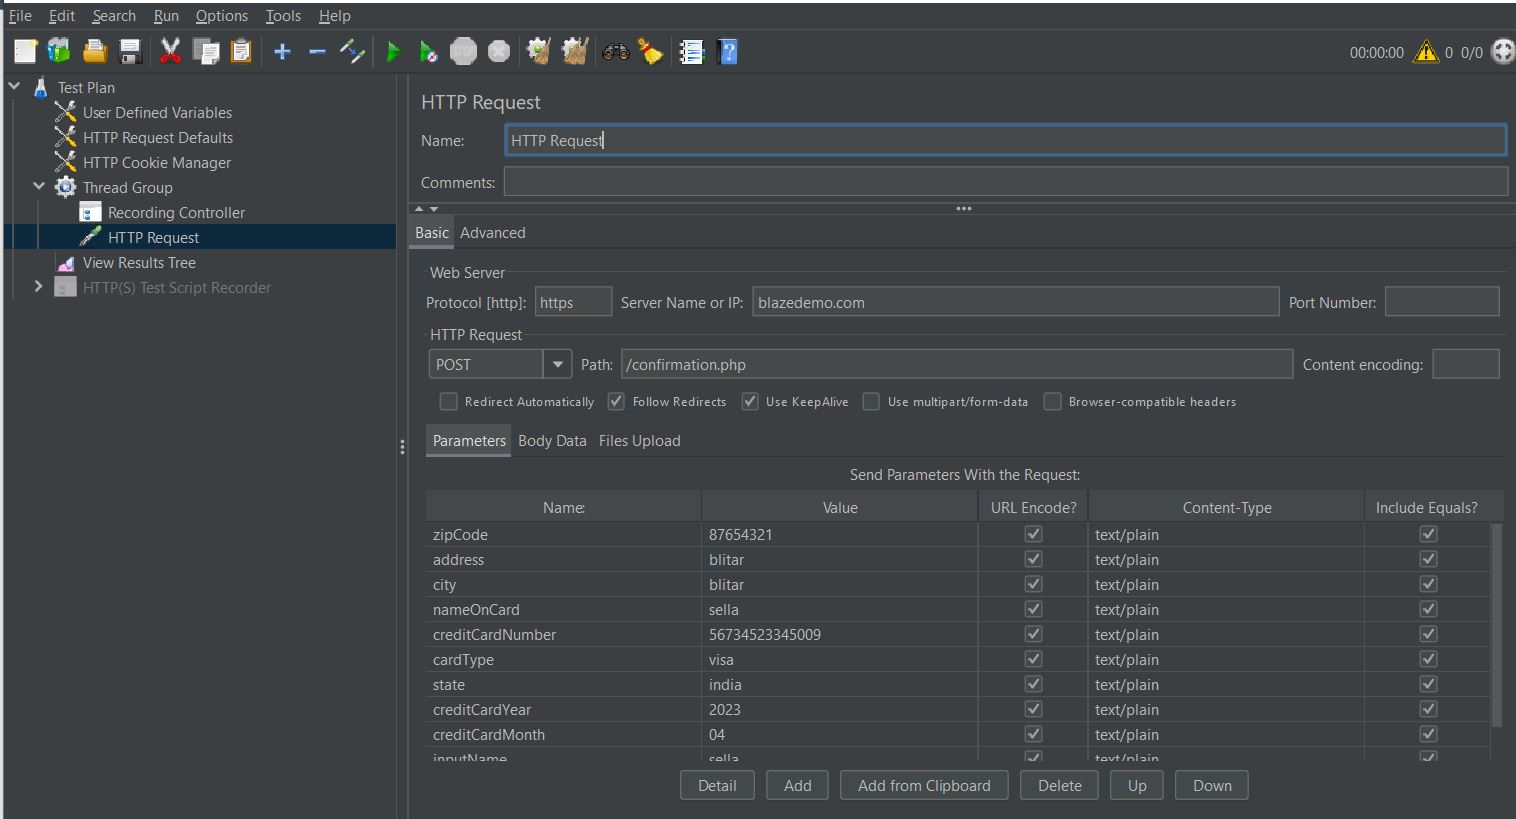 File Edit Search Run Options Tools Help
STOP 00:00:00 0 0/0
Test Plan
User Defined Variables
HTTP Request Defaults
HTTP Cookie Manager
Thread Group
Recording Controller
HTTP Request
View Results Tree
HTTP(S) Test Script Recorder
HTTP Request
Name: HTTP Request
Comments:
Basic Advanced
Web Server
Protocol [http]: https Server Name or IP: blazedemo.com Port Number:
HTTP Request
POST Path: /confirmation.php Content encoding:
Redirect Automatically Follow Redirects Use KeepAlive Use multipart/form-data Browser-compatible headers
Parameters Body Data Files Upload
Send Parameters With the Request:
Name: Value URL Encode? Content-Type Include Equals?
zipCode 87654321 text/plain
address blitar text/plain
city blitar text/plain
nameOnCard sella text/plain
creditCardNumber 56734523345009 text/plain
cardType visa text/plain
state india text/plain
creditCardYear 2023 text/plain
creditCardMonth 04 text/plain
inputName sella text/plain
Detail Add Add from Clipboard Delete Up Down